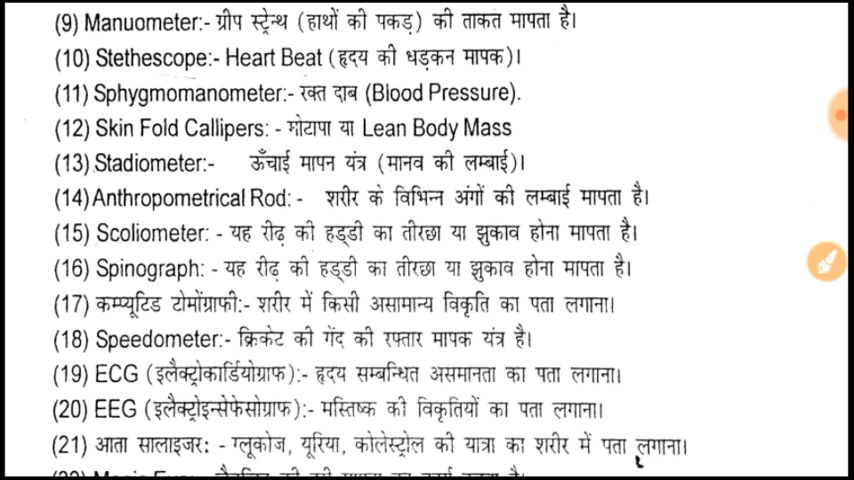 (9) Manuometer:- ग्रीप स्ट्रेन्थ (हाथों की पकड़) की ताकत मापता है।
(10) Stethescope:- Heart Beat (हृदय की धड़कन मापक)।
(11) Sphygmomanometer:- रक्त दाब (Blood Pressure).
(12) Skin Fold Callipers: - मोटापा या Lean Body Mass
(13) Stadiometer:- ऊँचाई मापन यंत्र (मानव की लम्बाई)।
(14) Anthropometrical Rod: - शरीर के विभिन्न अंगों की लम्बाई मापता है।
(15) Scoliometer: - यह रीढ़ की हड्डी का तीरछा या झुकाव होना मापता है।
(16) Spinograph: - यह रीढ़ की हड्डी का तीरछा या झुकाव होना मापता है।
(17) कम्प्यूटिड टोमोंग्राफी:- शरीर में किसी असामान्य विकृति का पता लगाना।
(18) Speedometer:- क्रिकेट की गेंद की रफ्तार मापक यंत्र है।
(19) ECG (इलैक्ट्रोकार्डियोग्राफ):- हृदय सम्बन्धित असमानता का पता लगाना।
(20) EEG (इलैक्ट्रोइन्सेफेसोग्राफ):- मस्तिष्क की विकृतियों का पता लगाना।
(21) आता सालाइजर: - ग्लूकोज, यूरिया, कोलेस्ट्रोल की यात्रा का शरीर में पता लगाना।